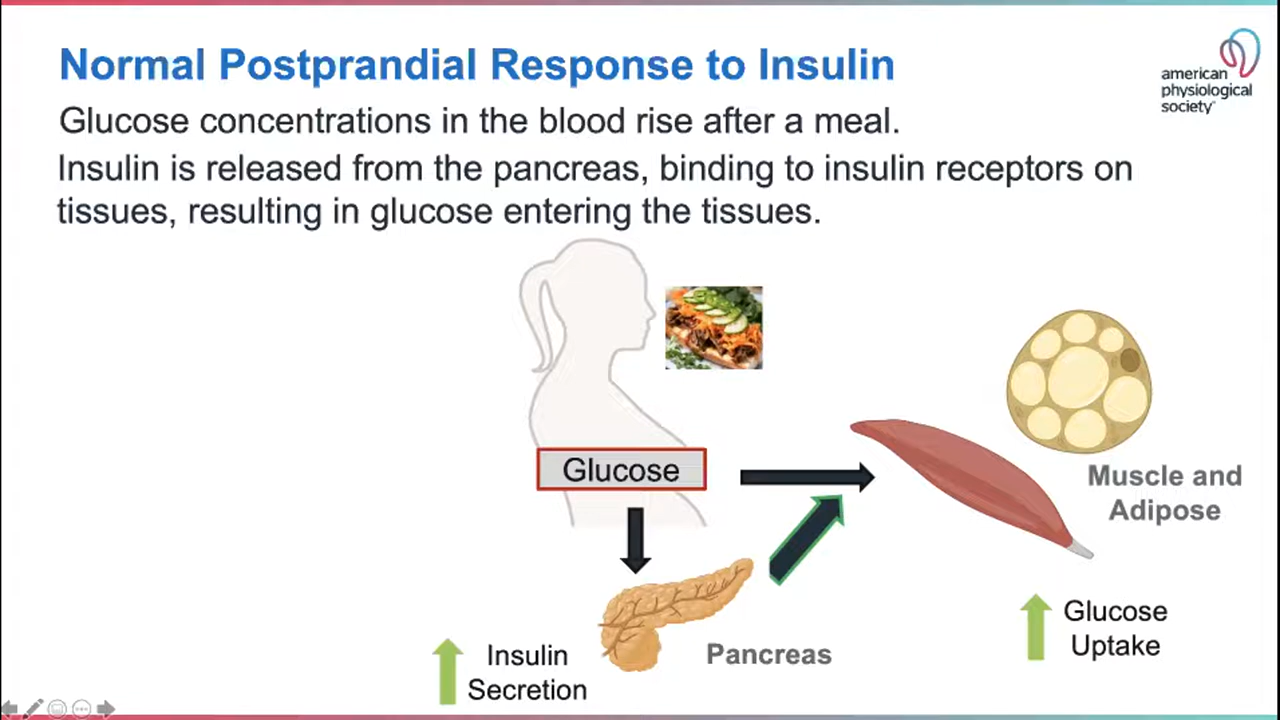 Normal Postprandial Response to Insulin
american
physiological
society
Glucose concentrations in the blood rise after a meal.
Insulin is released from the pancreas, binding to insulin receptors on
tissues, resulting in glucose entering the tissues.
Glucose
Muscle and
Adipose
Glucose
Uptake
Pancreas
Insulin
Secretion